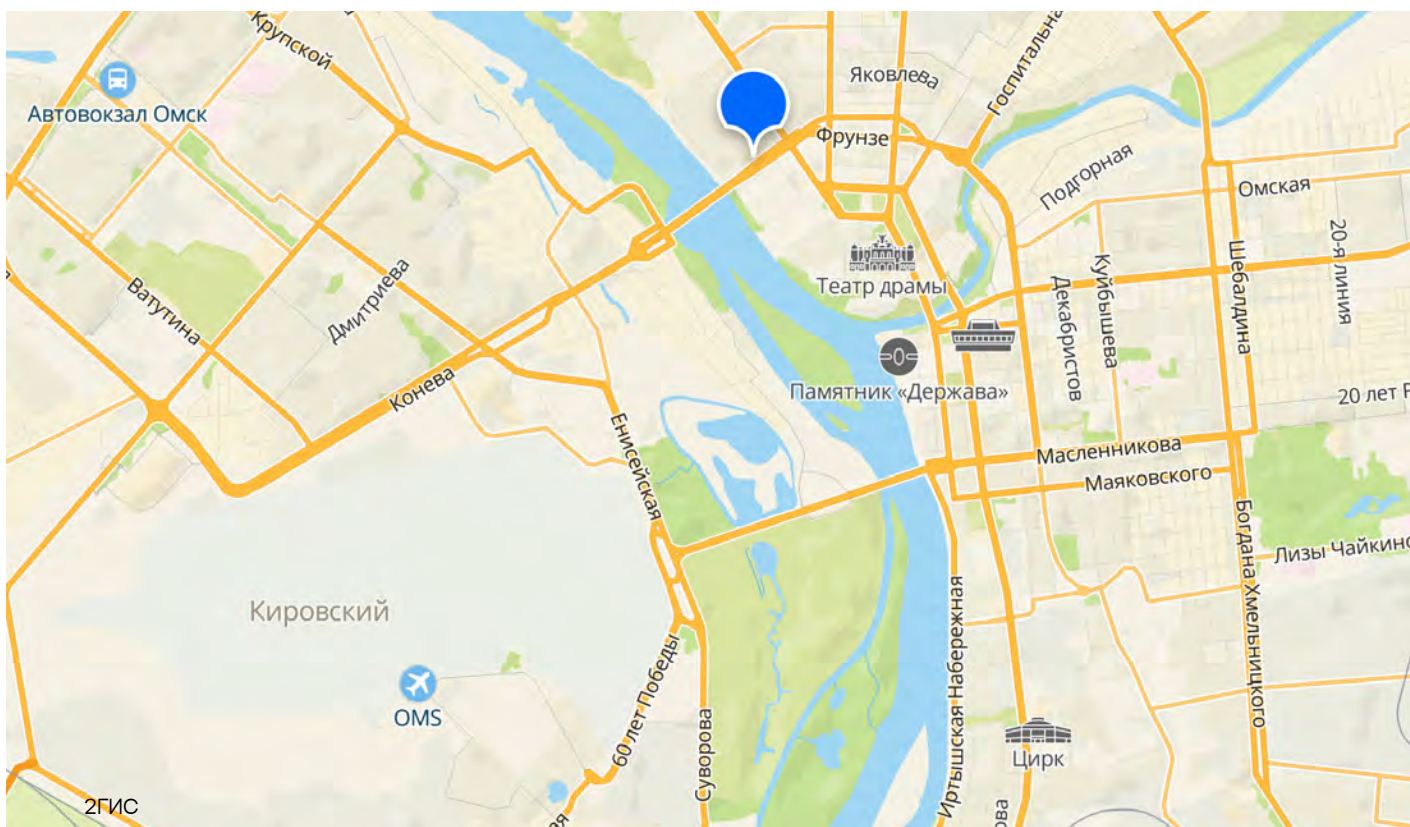 Крупской
Госпитальная
Яковлева
Автовокзал Омск
Фрунзе
Подгорная
Омская
20-я линия
Шебалдина
Куйбышева
Декабристов
Театр драмы
Ватутина
Дмитриева
Памятник «Держава»
Конева
20 лет Р
Енисейская
Масленникова
Маяковского
Богдана Хмельницкого
Лизы Чайкино
Кировский
OMS
60 лет Победы
Суворова
Иртышская Набережная
Цирк
ова
ая
2ГИС